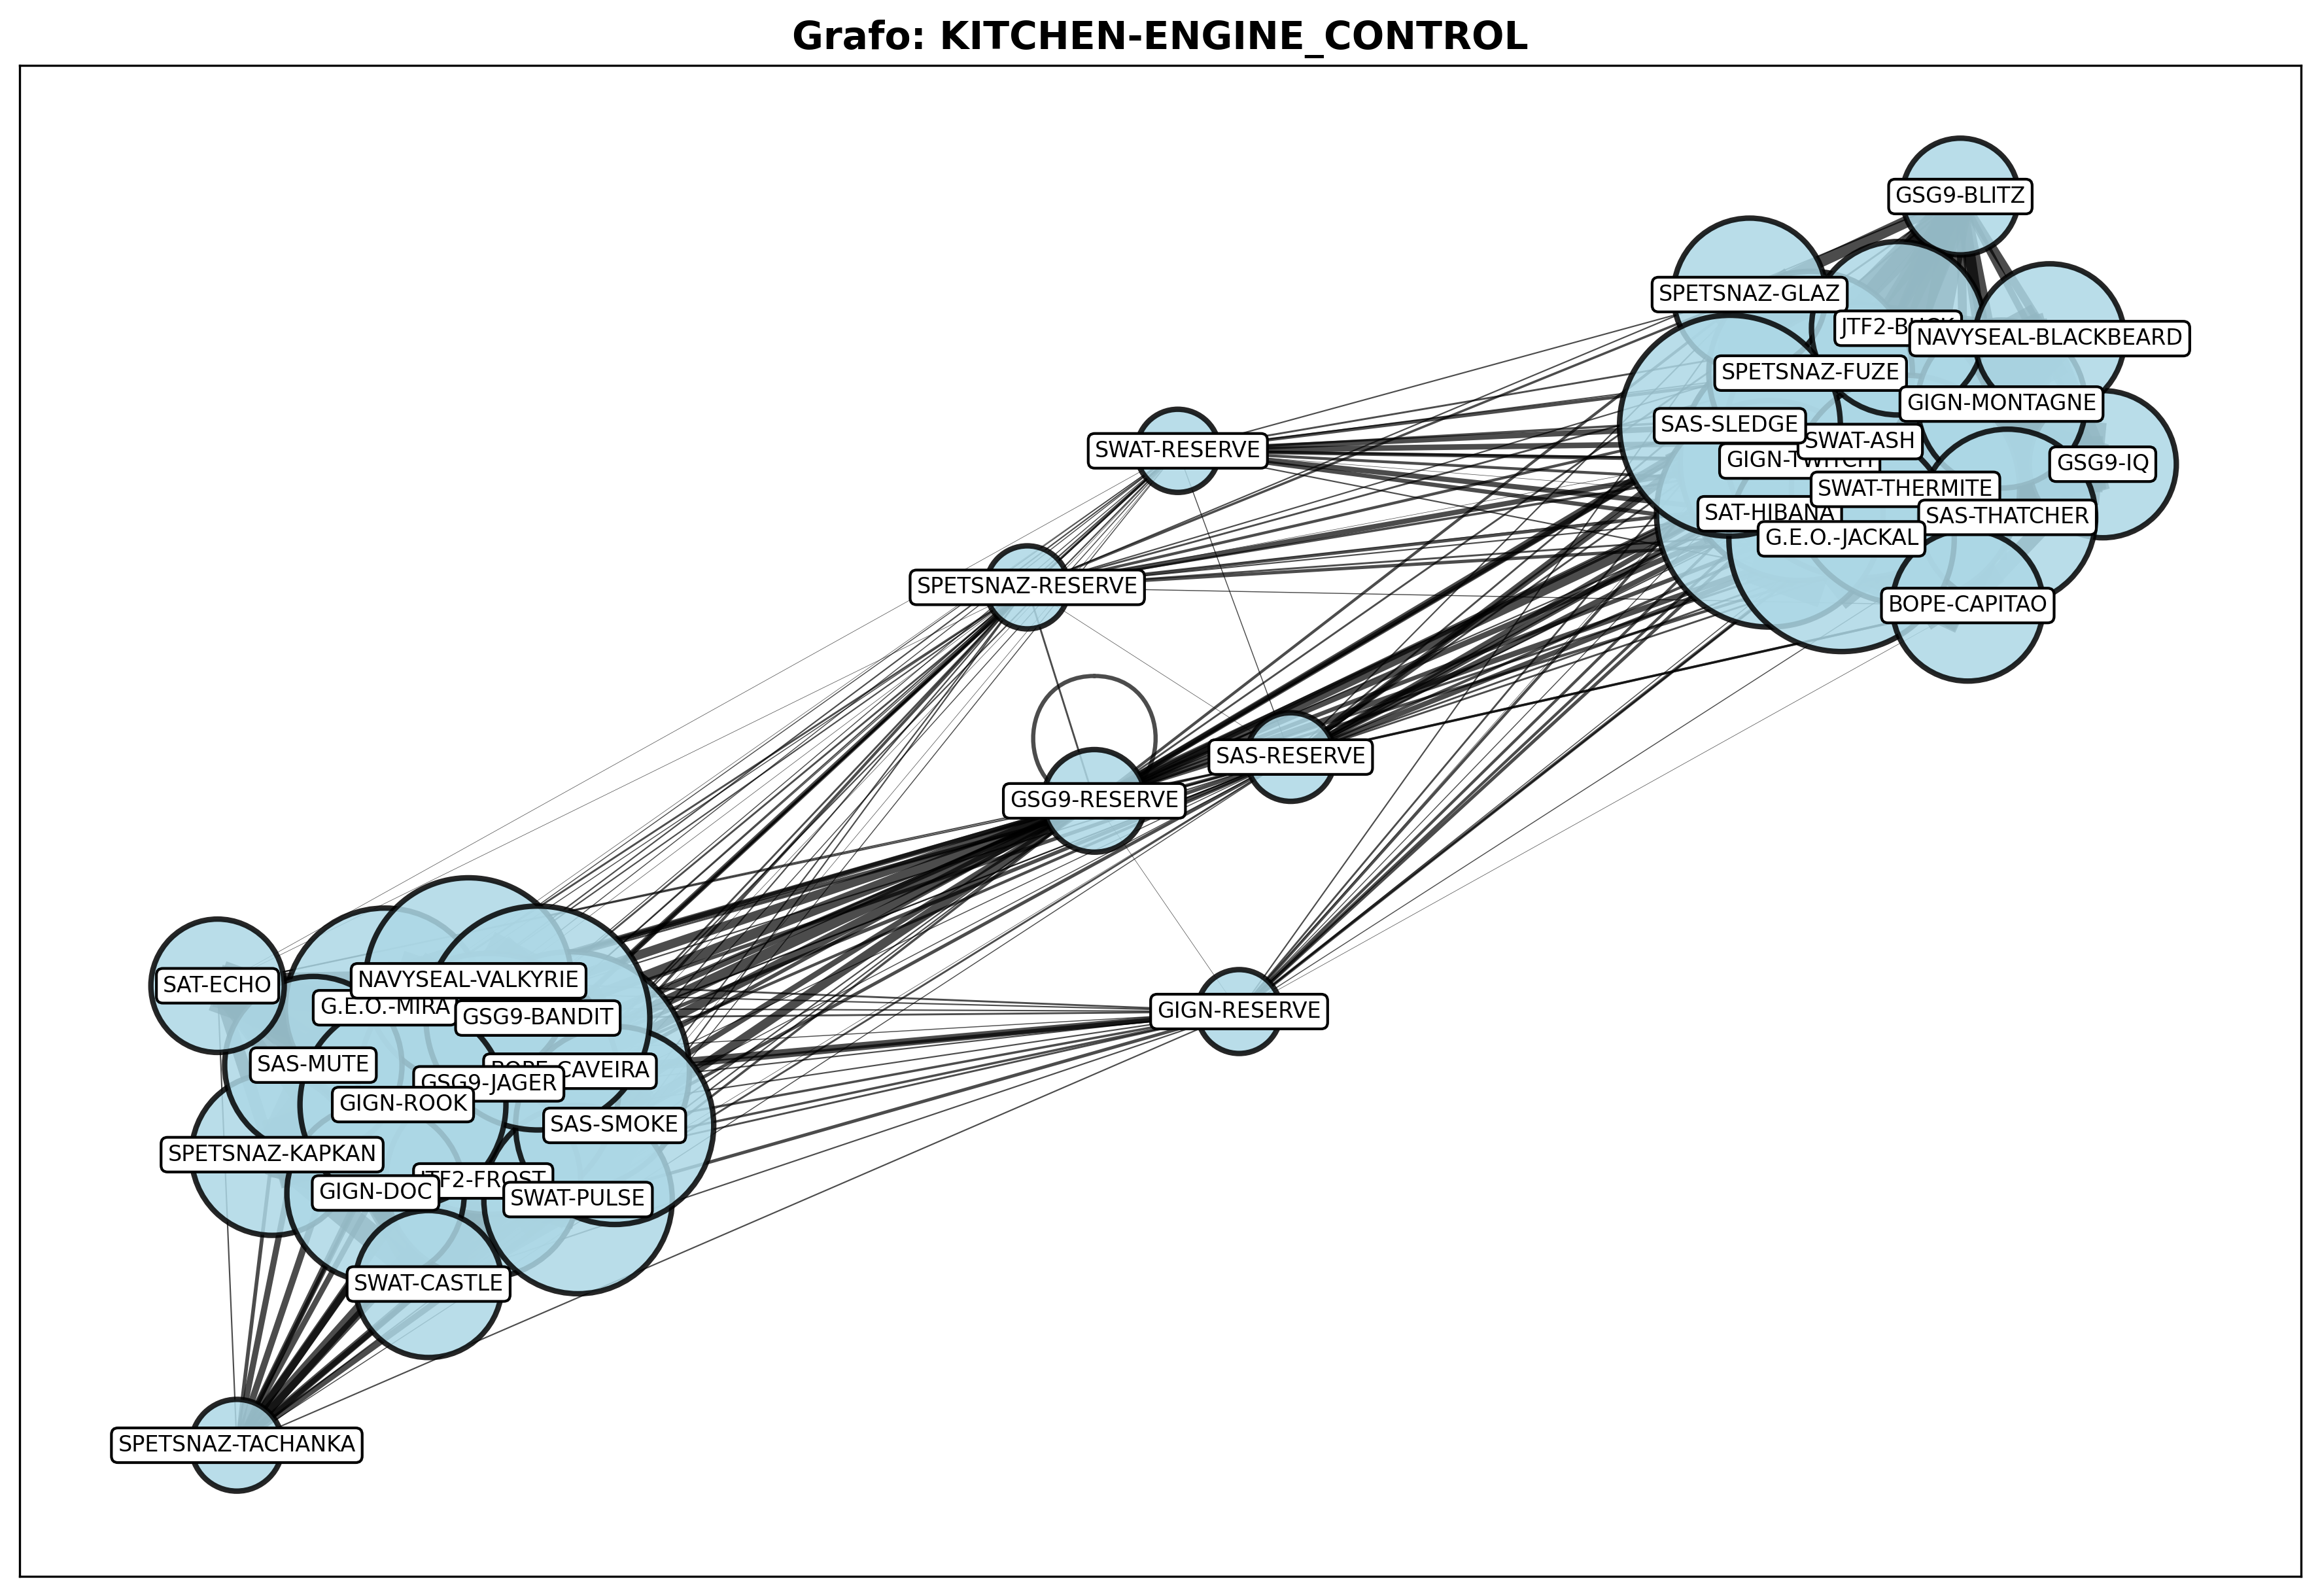 Grafo: KITCHEN-ENGINE_CONTROL
GSG9-BLITZ
SPETSNAZ-GLAZ
JTF2-BUCK
NAVYSEAL-BLACKBEARD
SPETSNAZ-FUZE
GIGN-MONTAGNE
SAS-SLEDGE
SWAT-ASH
GIGN-TWITCH
GSG9-IQ
SWAT-THERMITE
SAT-HIBANA
SAS-THATCHER
G.E.O.-JACKAL
BOPE-CAPITAO
SWAT-RESERVE
SPETSNAZ-RESERVE
SAS-RESERVE
GSG9-RESERVE
GIGN-RESERVE
NAVYSEAL-VALKYRIE
SAT-ECHO
G.E.O.-MIRA
GSG9-BANDIT
SAS-MUTE
BOPE-CAVEIRA
GSG9-JAGER
GIGN-ROOK
SAS-SMOKE
SPETSNAZ-KAPKAN
JTF2-FROST
GIGN-DOC
SWAT-PULSE
SWAT-CASTLE
SPETSNAZ-TACHANKA